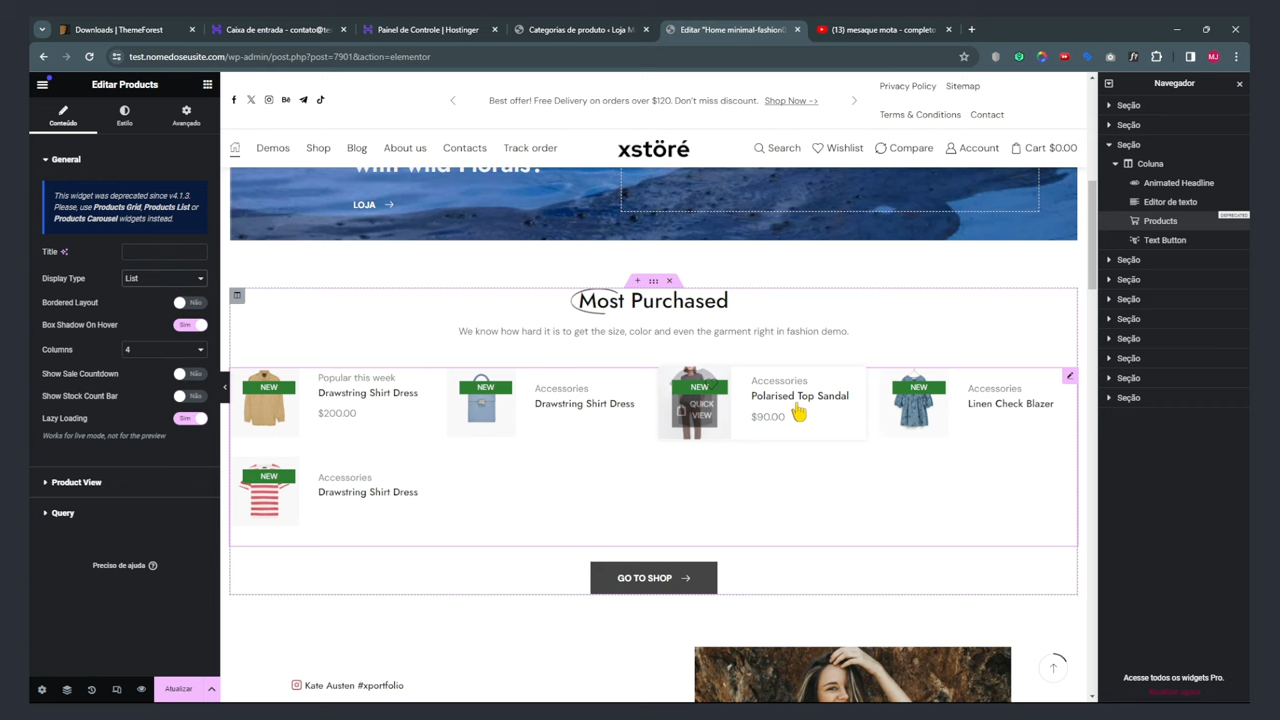 Downloads | ThemeForest
Caixa de entrada - contato@te
Painel de Controle | Hostinger
Categorias de produto ‹ Loja M
Editar "Home minimal-fashion0
(13) mesaque mota - completo
test.nomedoseusite.com/wp-admin/post.php?post=7901&action=elementor
MJ
Editar Products
Conteúdo
Estilo
Avançado
General
This widget was deprecated since v4.1.3.
Please, use Products Grid, Products List or
Products Carousel widgets instead.
Title
Display Type
List
Bordered Layout
Não
Box Shadow On Hover
Sim
Columns
4
Show Sale Countdown
Não
Show Stock Count Bar
Não
Lazy Loading
Sim
Works for live mode, not for the preview
Product View
Query
Preciso de ajuda
Atualizar
Best offer! Free Delivery on orders over $120. Don't miss discount. Shop Now ->
Privacy Policy Sitemap
Terms & Conditions Contact
Demos Shop Blog About us Contacts Track order
xstöre
Search Wishlist Compare Account Cart $0.00
with wild Florals?
LOJA
Most Purchased
We know how hard it is to get the size, color and even the garment right in fashion demo.
NEW
Popular this week
Drawstring Shirt Dress
$200.00
NEW
Accessories
Drawstring Shirt Dress
NEW
QUICK
VIEW
Accessories
Polarised Top Sandal
$90.00
NEW
Accessories
Linen Check Blazer
NEW
Accessories
Drawstring Shirt Dress
GO TO SHOP
Kate Austen #xportfolio
Navegador
Seção
Seção
Seção
Coluna
Animated Headline
Editor de texto
Products
DEPRECATED
Text Button
Seção
Seção
Seção
Seção
Seção
Seção
Seção
Seção
Acesse todos os widgets Pro.